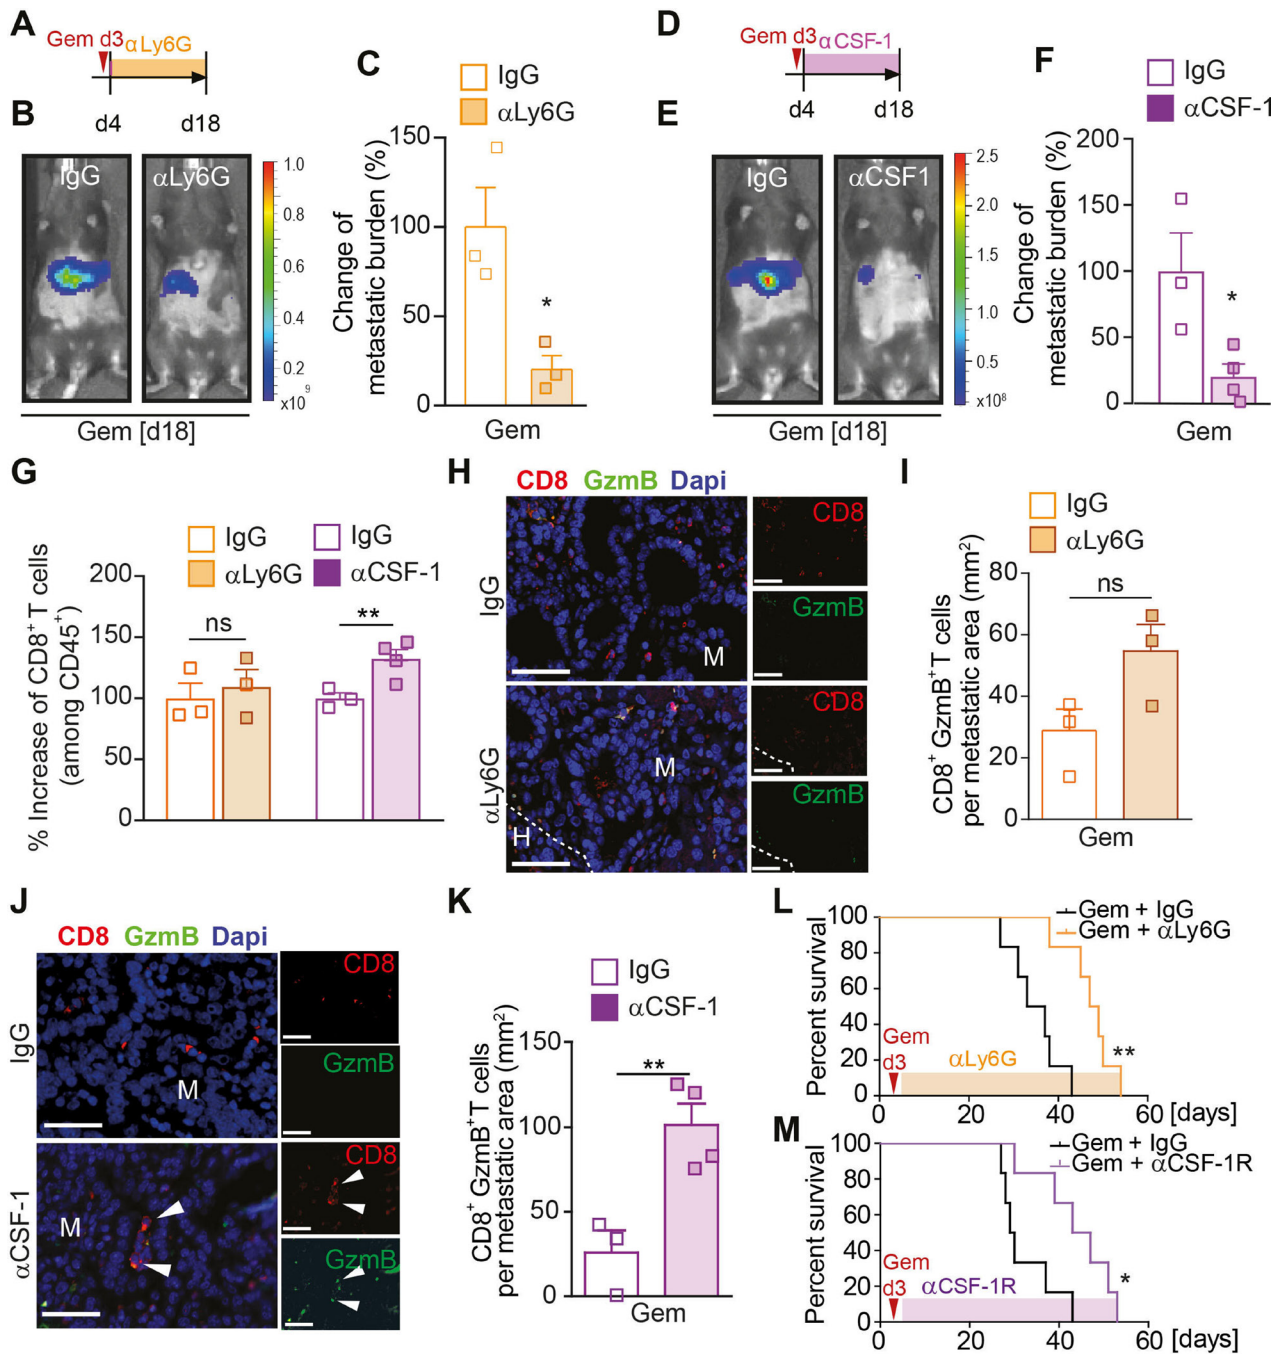 A
Gem d3 αLy6G
d4 d18
B
IgG αLy6G
1.0
0.8
0.6
0.4
0.2
x10 9
Gem [d18]
C
IgG
αLy6G
Change of
metastatic burden (%)
150
100
50
0
*
Gem
D
Gem d3 αCSF-1
d4 d18
E
IgG αCSF1
2.5
2.0
1.5
1.0
0.5
x10⁸
Gem [d18]
F
IgG
αCSF-1
Change of
metastatic burden (%)
200
150
100
50
0
*
Gem
G
IgG IgG
αLy6G αCSF-1
% Increase of CD8⁺ T cells
(among CD45⁺)
200
150
100
50
0
ns **
H
CD8 GzmB Dapi
IgG
M
CD8
GzmB
αLy6G
M
H
CD8
GzmB
I
IgG
αLy6G
CD8⁺ GzmB⁺T cells
per metastatic area (mm²)
80
60
40
20
0
ns
Gem
J
CD8 GzmB Dapi
IgG
M
CD8
GzmB
αCSF-1
M
CD8
GzmB
K
IgG
αCSF-1
CD8⁺ GzmB⁺T cells
per metastatic area (mm²)
150
100
50
0
**
Gem
L
Gem + IgG
Gem + αLy6G
Percent survival
100
80
60
40
20
0
Gem
d3
αLy6G
**
0 20 40 60 [days]
M
Gem + IgG
Gem + αCSF-1R
Percent survival
100
80
60
40
20
0
Gem
d3
αCSF-1R
*
0 20 40 60 [days]